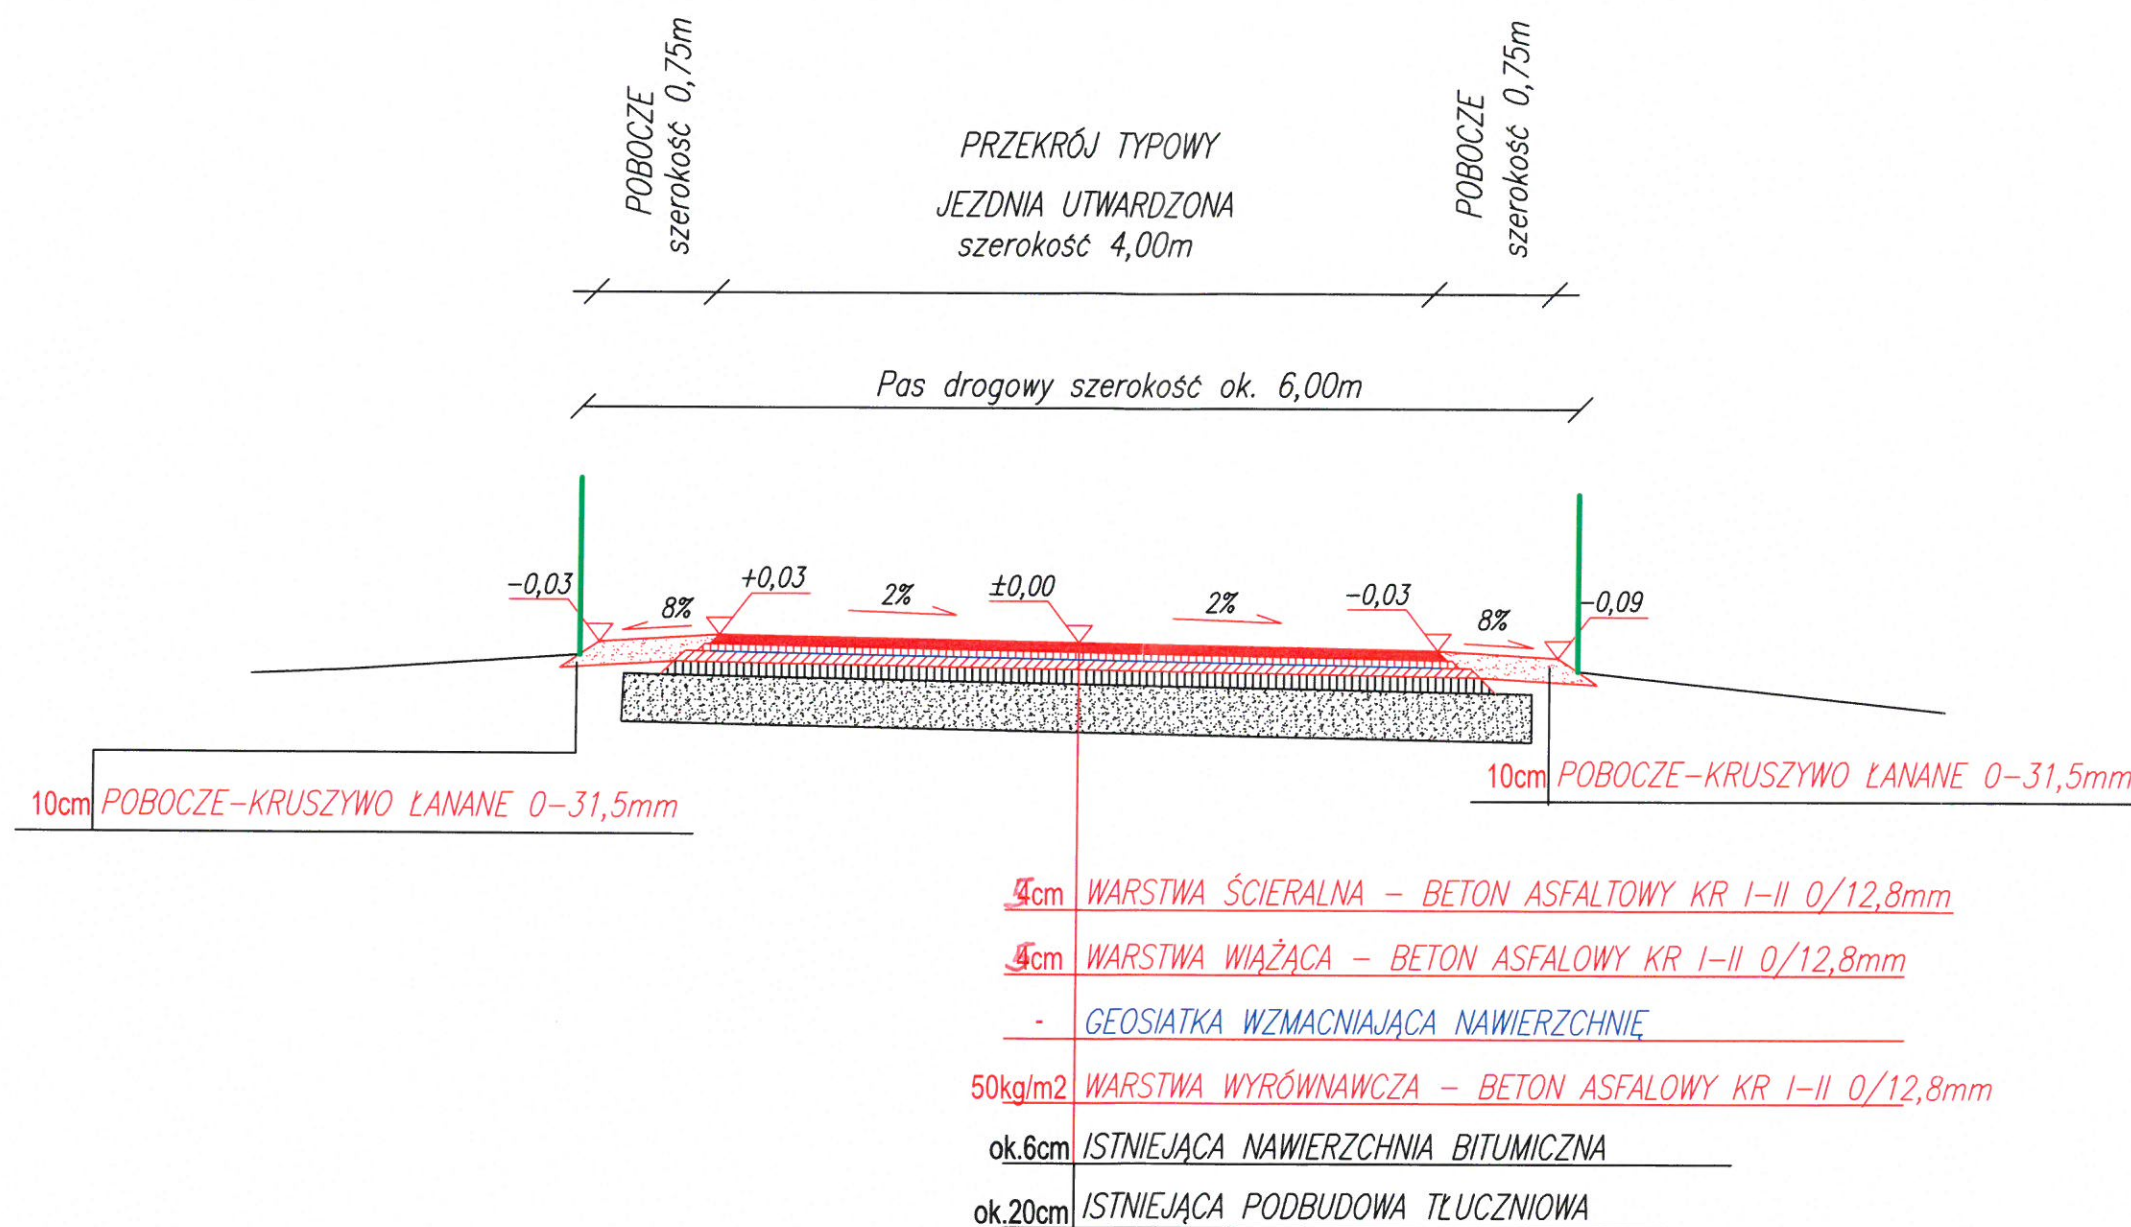 POBOCZE
szerokość 0,75m
PRZEKRÓJ TYPOWY
JEZDNIA UTWARDZONA
szerokość 4,00m
POBOCZE
szerokość 0,75m
Pas drogowy szerokość ok. 6,00m
-0,03
8%
+0,03
2%
±0,00
2%
-0,03
8%
-0,09
10cm POBOCZE-KRUSZYWO ŁANANE 0-31,5mm
10cm POBOCZE-KRUSZYWO ŁANANE 0-31,5mm
4cm WARSTWA ŚCIERALNA - BETON ASFALTOWY KR I-II 0/12,8mm
4cm WARSTWA WIĄŻĄCA - BETON ASFALOWY KR I-II 0/12,8mm
- GEOSIATKA WZMACNIAJĄCA NAWIERZCHNIĘ
50kg/m2 WARSTWA WYRÓWNAWCZA - BETON ASFALOWY KR I-II 0/12,8mm
ok.6cm ISTNIEJĄCA NAWIERZCHNIA BITUMICZNA
ok.20cm ISTNIEJĄCA PODBUDOWA TŁUCZNIOWA